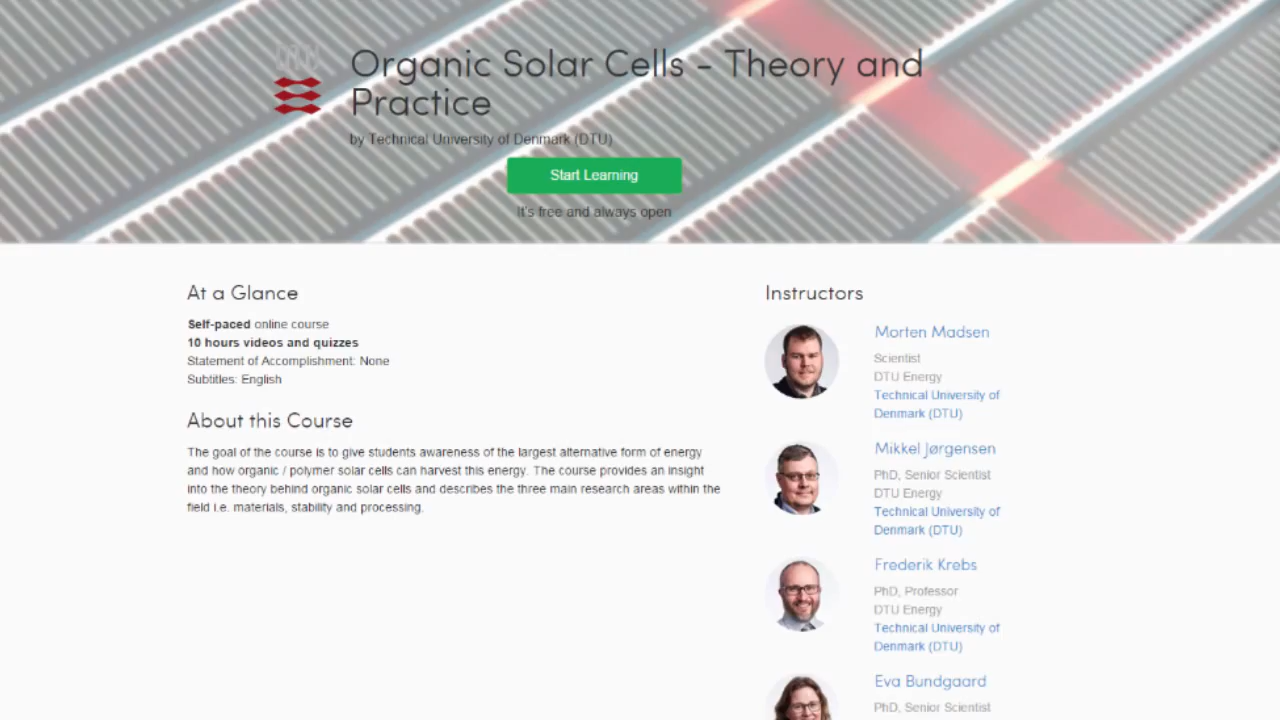 Organic Solar Cells - Theory and
Practice
by Technical University of Denmark (DTU)
Start Learning
It's free and always open
At a Glance
Self-paced online course
10 hours videos and quizzes
Statement of Accomplishment: None
Subtitles: English
About this Course
The goal of the course is to give students awareness of the largest alternative form of energy
and how organic / polymer solar cells can harvest this energy. The course provides an insight
into the theory behind organic solar cells and describes the three main research areas within the
field i.e. materials, stability and processing.
Instructors
Morten Madsen
Scientist
DTU Energy
Technical University of
Denmark (DTU)
Mikkel Jørgensen
PhD, Senior Scientist
DTU Energy
Technical University of
Denmark (DTU)
Frederik Krebs
PhD, Professor
DTU Energy
Technical University of
Denmark (DTU)
Eva Bundgaard
PhD, Senior Scientist